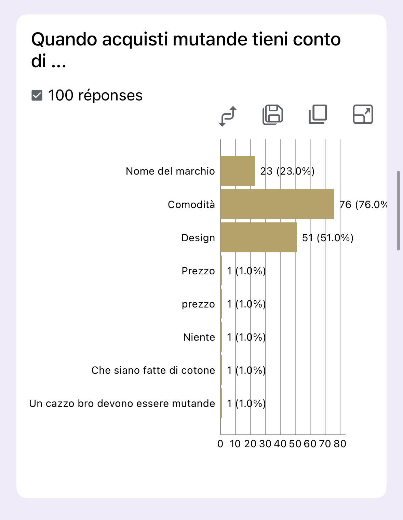 Quando acquisti mutande tieni conto
di ...
100 réponses
Nome del marchio 23 (23.0%)
Comodità 76 (76.0%
Design 51 (51.0%)
Prezzo 1 (1.0%)
prezzo 1 (1.0%)
Niente 1 (1.0%)
Che siano fatte di cotone 1 (1.0%)
Un cazzo bro devono essere mutande 1 (1.0%)
0 10 20 30 40 50 60 70 80